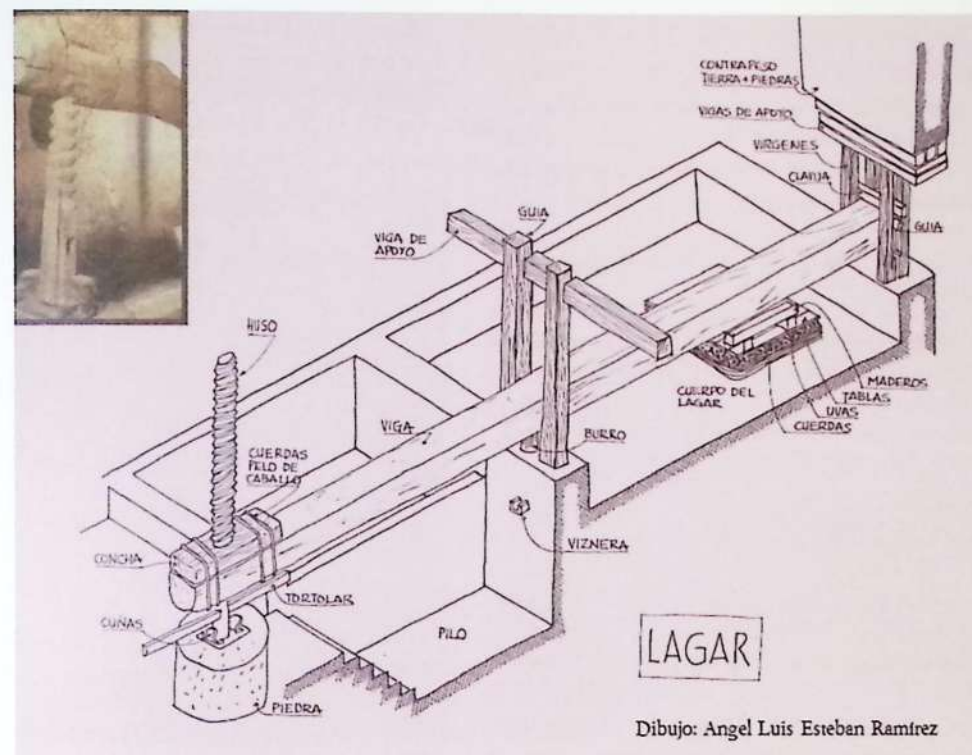 CONTRAPESO
TIERRA+PIEDRAS
VIGAS DE APOYO
VIRGENES
CLAVIJA
GUIA
GUIA
VIGA DE
APOYO
HUSO
MADEROS
TABLAS
UVAS
CUERDAS
CUERPO DEL
LAGAR
VIGA
CUERDAS
PELO DE
CABALLO
BURRO
VIZNERA
CONCHA
TORTOLAR
CUÑAS
PILO
PIEDRA
LAGAR
Dibujo: Angel Luis Esteban Ramírez